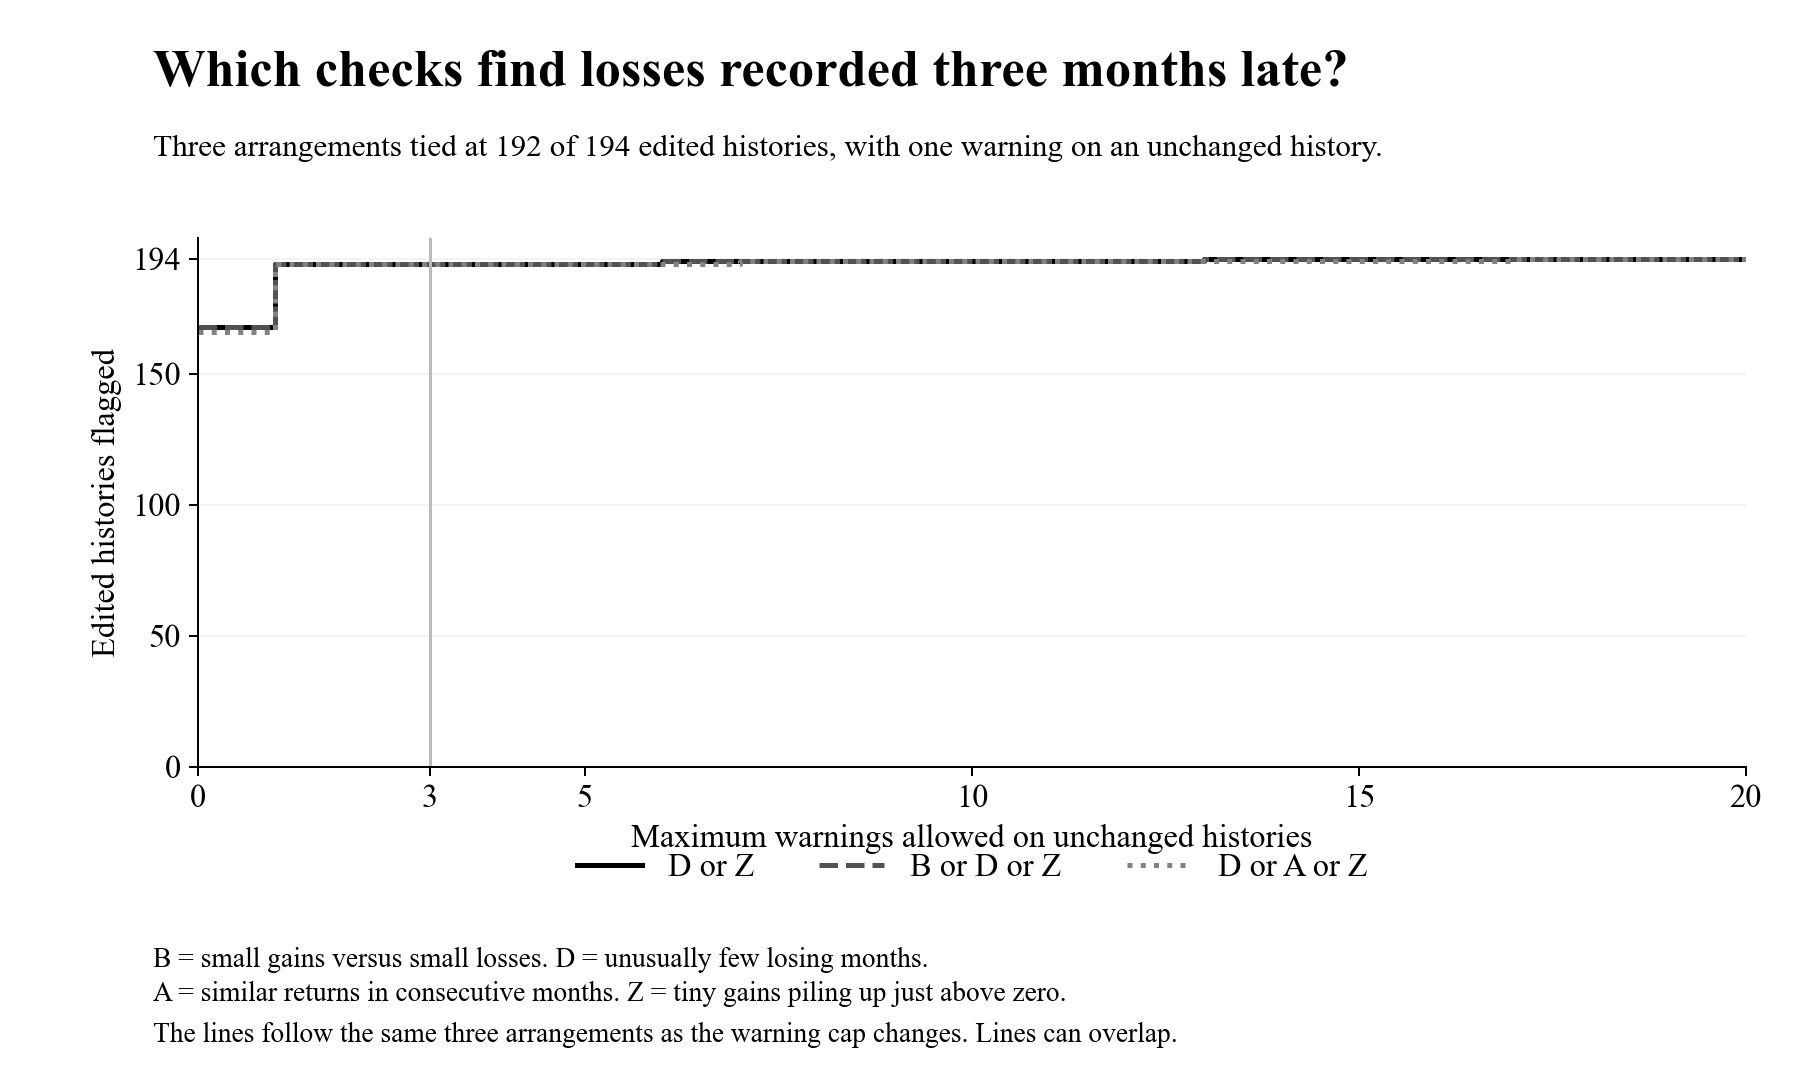 Which checks find losses recorded three months late?
Three arrangements tied at 192 of 194 edited histories, with one warning on an unchanged history.
Edited histories flagged
194
150
100
50
0
0 3 5 10 15 20
Maximum warnings allowed on unchanged histories
D or Z B or D or Z D or A or Z
B = small gains versus small losses. D = unusually few losing months.
A = similar returns in consecutive months. Z = tiny gains piling up just above zero.
The lines follow the same three arrangements as the warning cap changes. Lines can overlap.